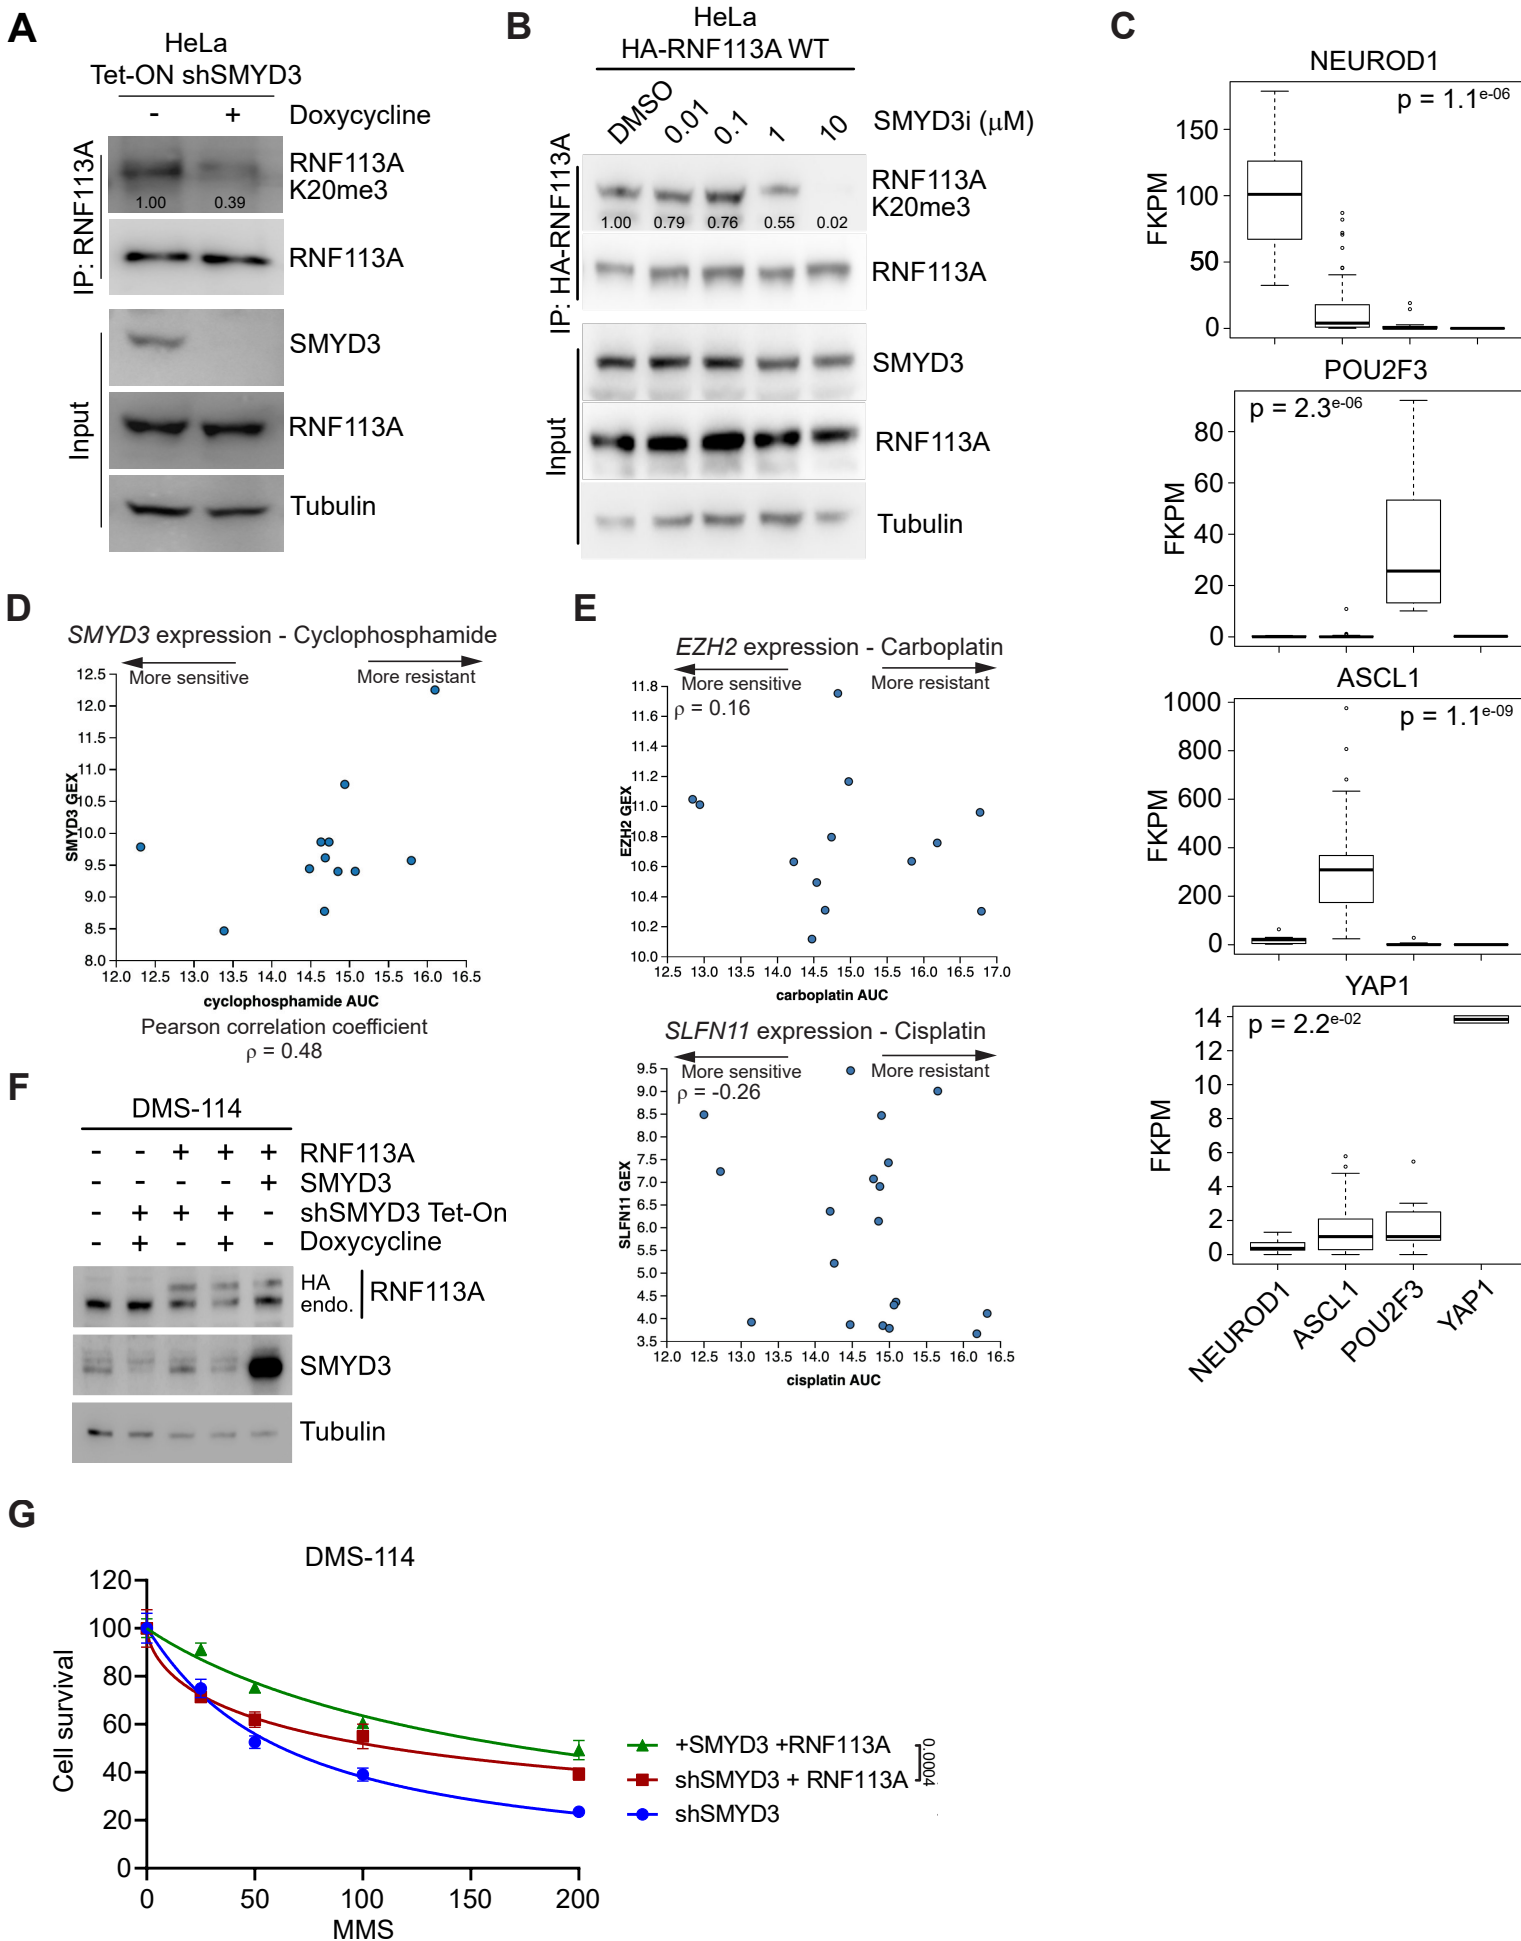 A
HeLa
Tet-ON shSMYD3
- + Doxycycline
IP: RNF113A
RNF113A
K20me3
1.00 0.39
RNF113A
Input
SMYD3
RNF113A
Tubulin
B
HeLa
HA-RNF113A WT
DMSO 0.01 0.1 1 10 SMYD3i (μM)
IP: HA-RNF113A
RNF113A
K20me3
1.00 0.79 0.76 0.55 0.02
RNF113A
Input
SMYD3
RNF113A
Tubulin
C
NEUROD1
p = 1.1e-06
FKPM
150
100
50
0
POU2F3
p = 2.3e-06
FKPM
80
60
40
20
0
ASCL1
p = 1.1e-09
FKPM
1000
800
600
400
200
0
YAP1
p = 2.2e-02
FKPM
14
12
10
8
6
4
2
0
NEUROD1 ASCL1 POU2F3 YAP1
D
SMYD3 expression - Cyclophosphamide
More sensitive More resistant
SMYD3 GEX
12.5
12.0
11.5
11.0
10.5
10.0
9.5
9.0
8.5
8.0
12.0 12.5 13.0 13.5 14.0 14.5 15.0 15.5 16.0 16.5
cyclophosphamide AUC
Pearson correlation coefficient
ρ = 0.48
E
EZH2 expression - Carboplatin
More sensitive More resistant
ρ = 0.16
EZH2 GEX
11.8
11.6
11.4
11.2
11.0
10.8
10.6
10.4
10.2
10.0
12.5 13.0 13.5 14.0 14.5 15.0 15.5 16.0 16.5 17.0
carboplatin AUC
SLFN11 expression - Cisplatin
More sensitive More resistant
ρ = -0.26
SLFN11 GEX
9.5
9.0
8.5
8.0
7.5
7.0
6.5
6.0
5.5
5.0
4.5
4.0
3.5
12.0 12.5 13.0 13.5 14.0 14.5 15.0 15.5 16.0 16.5
cisplatin AUC
F
DMS-114
- - + + + RNF113A
- - - - + SMYD3
- + + + - shSMYD3 Tet-On
- + - + - Doxycycline
HA
endo.
RNF113A
SMYD3
Tubulin
G
DMS-114
Cell survival
120
100
80
60
40
20
0
0 50 100 150 200
MMS
+SMYD3 +RNF113A
shSMYD3 + RNF113A
shSMYD3
0.0004